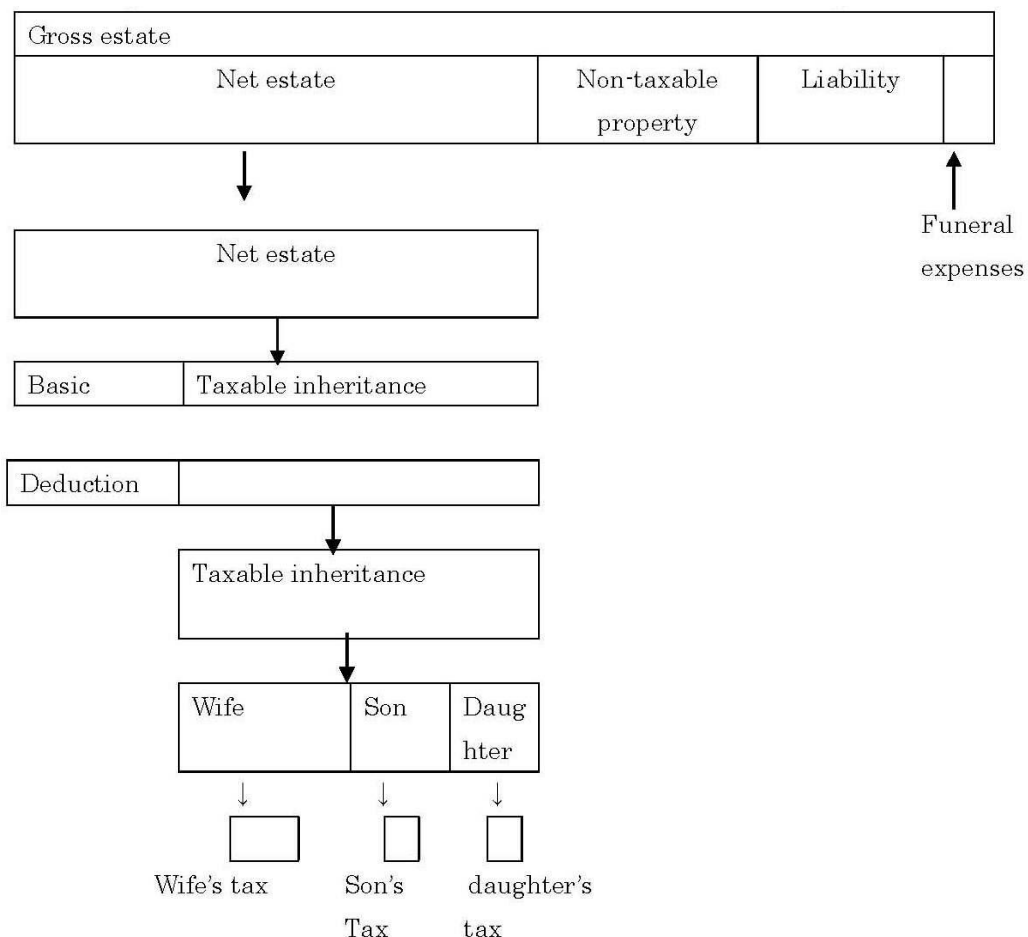 Gross estate
Net estate
Non-taxable
property
Liability
Funeral
expenses
Net estate
Basic
Taxable inheritance
Deduction
Taxable inheritance
Wife
Son
Daug
hter
↓ ↓ ↓
Wife's tax
Son's
Tax
daughter's
tax